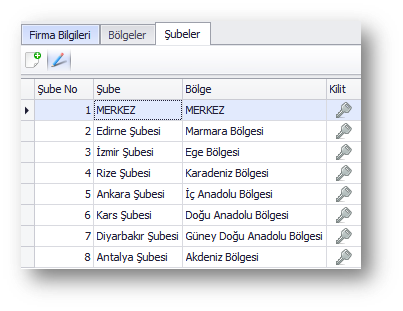 Firma Bilgileri Bölgeler Şubeler
Şube No Şube Bölge Kilit
1 MERKEZ MERKEZ
2 Edirne Şubesi Marmara Bölgesi
3 İzmir Şubesi Ege Bölgesi
4 Rize Şubesi Karadeniz Bölgesi
5 Ankara Şubesi İç Anadolu Bölgesi
6 Kars Şubesi Doğu Anadolu Bölgesi
7 Diyarbakır Şubesi Güney Doğu Anadolu Bölgesi
8 Antalya Şubesi Akdeniz Bölgesi